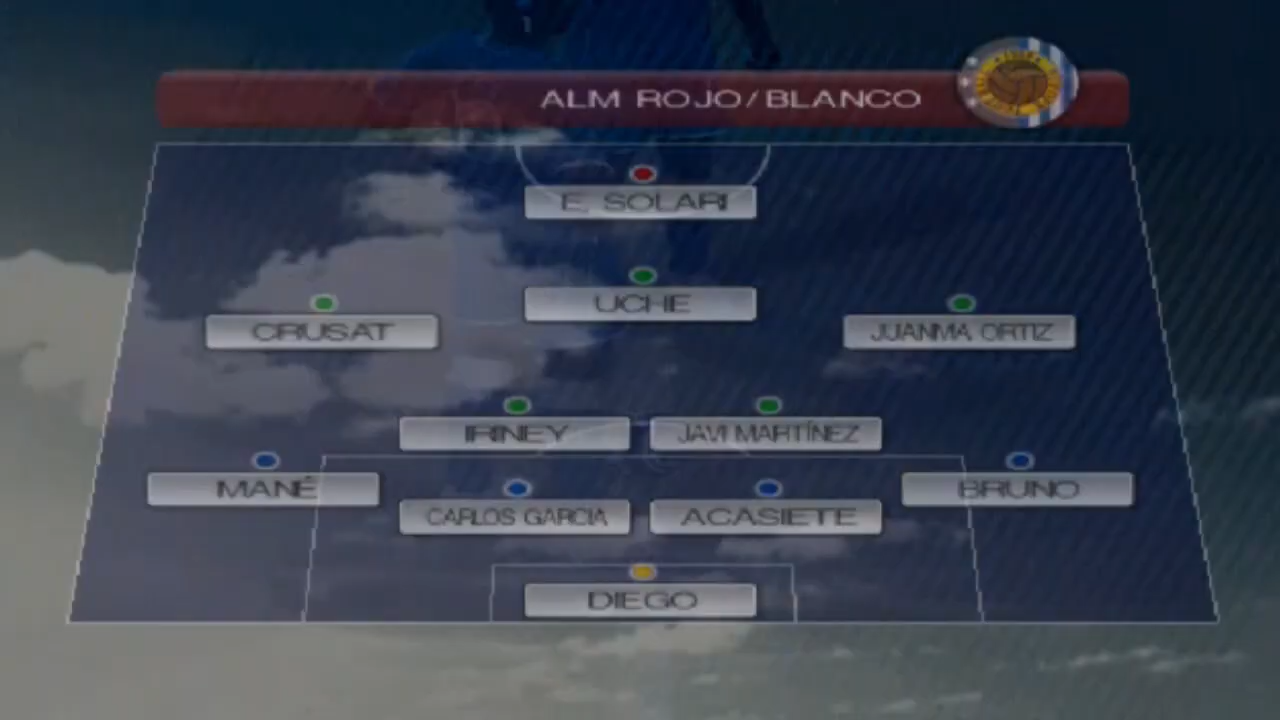 ALM ROJO/BLANCO
E. SOLARI
UCHE
CRUSAT
JUANMA ORTIZ
IRINEY
JAVI MARTÍNEZ
MANÉ
BRUNO
CARLOS GARCIA
ACASIETE
DIEGO